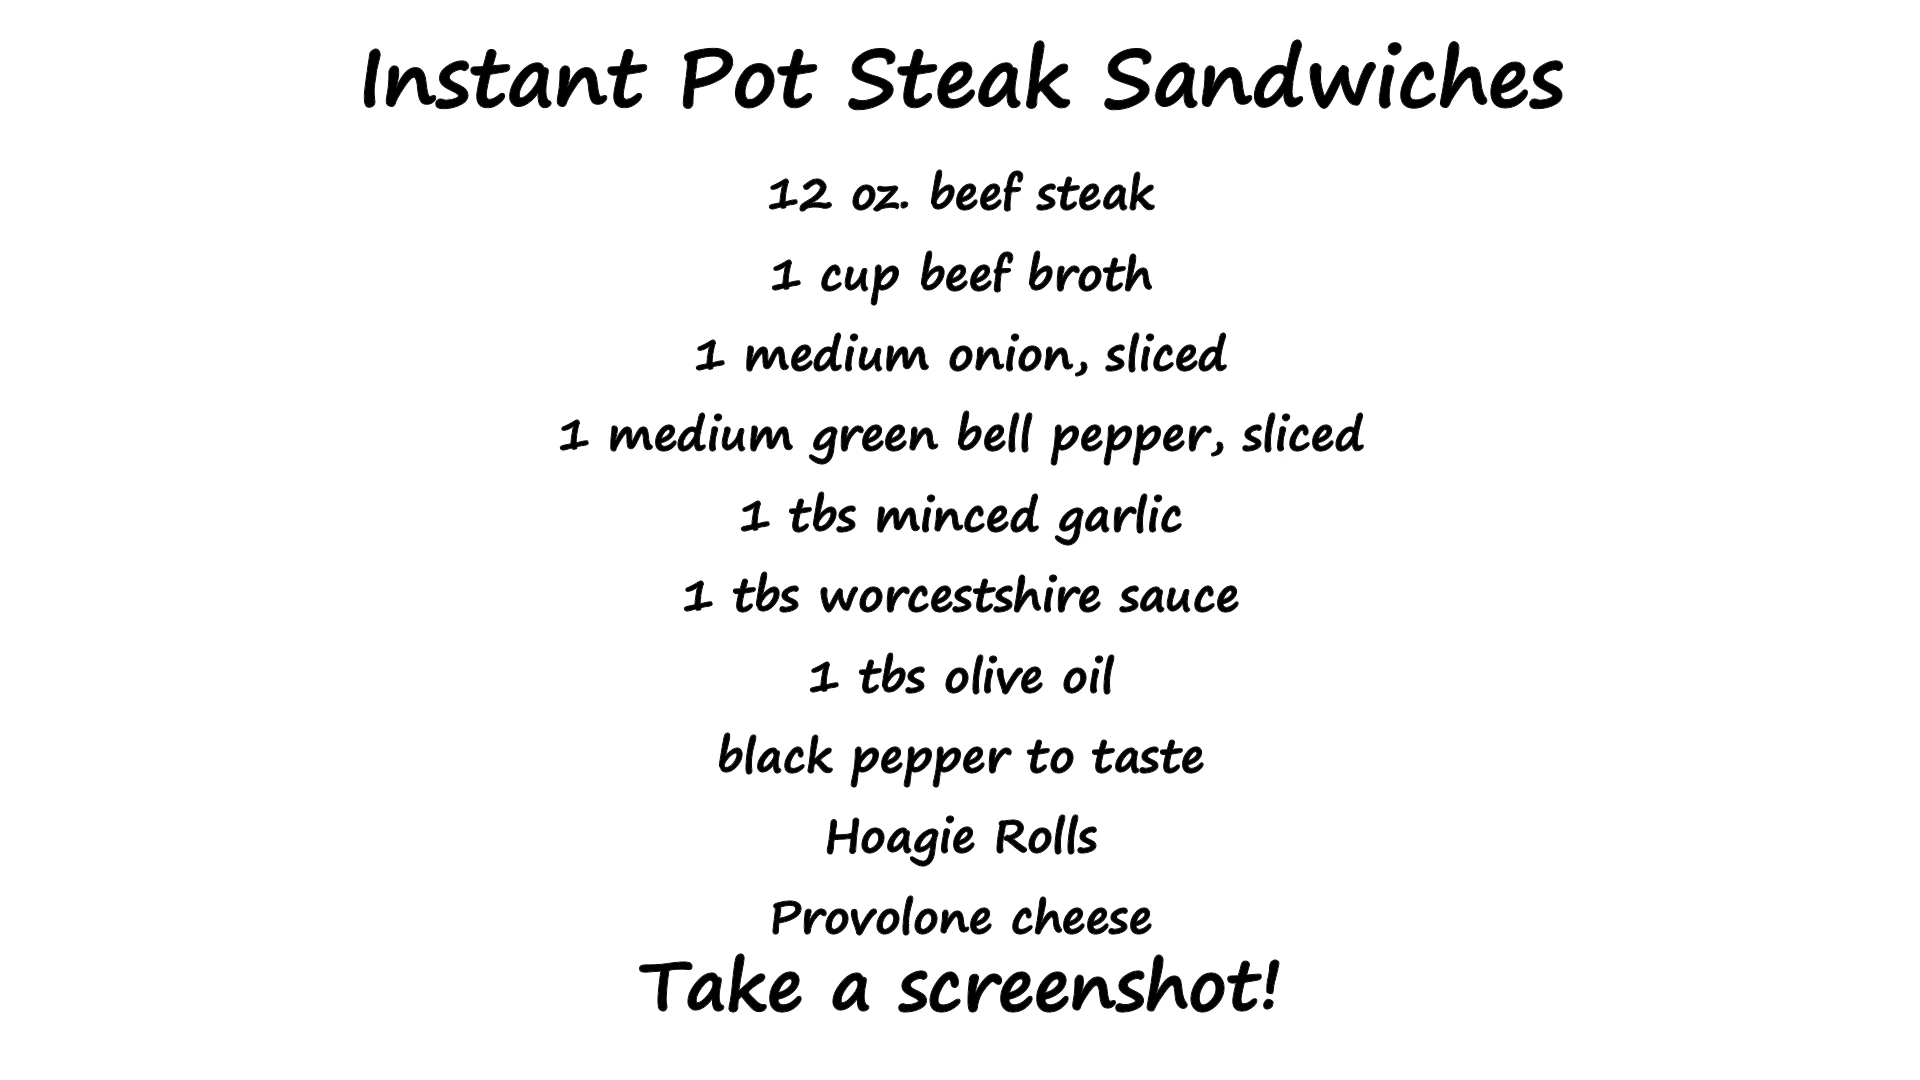 Instant Pot Steak Sandwiches
12 oz. beef steak
1 cup beef broth
1 medium onion, sliced
1 medium green bell pepper, sliced
1 tbs minced garlic
1 tbs worcestshire sauce
1 tbs olive oil
black pepper to taste
Hoagie Rolls
Provolone cheese
Take a screenshot!